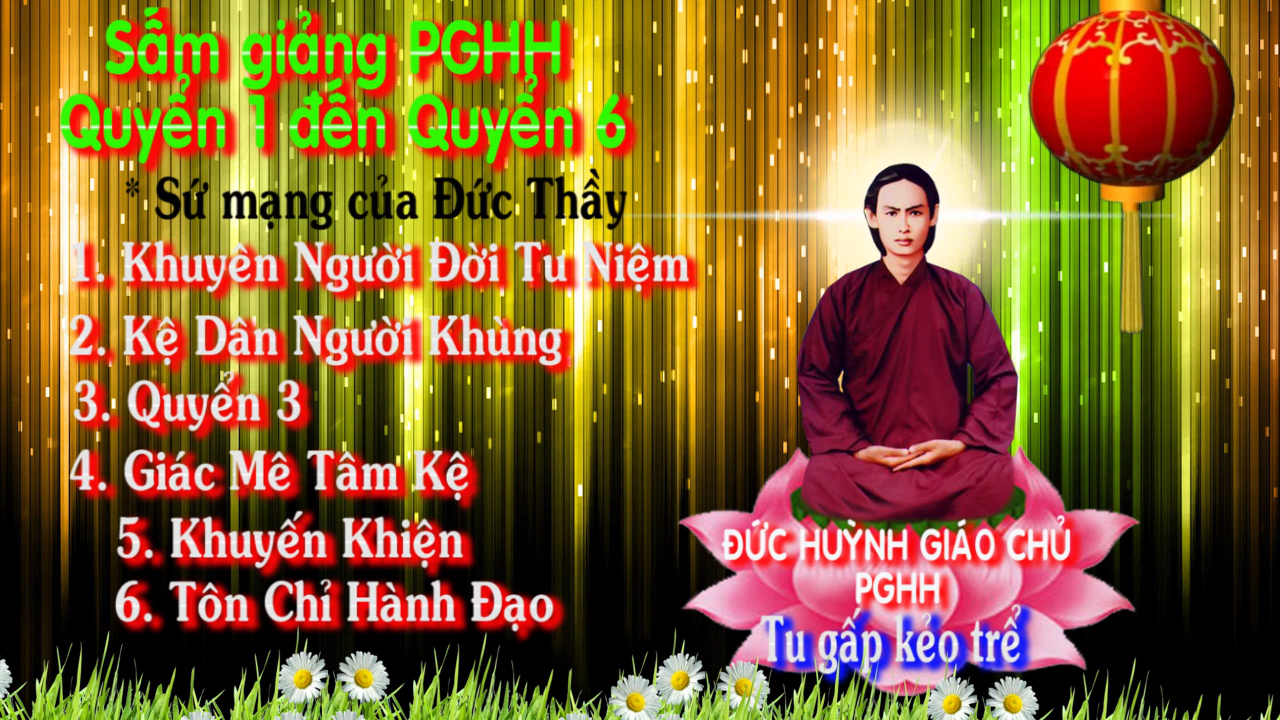 Sấm giảng PGHH
Quyển 1 đến Quyển 6
* Sứ mạng của Đức Thầy
1. Khuyên Người Đời Tu Niệm
2. Kệ Dân Người Khùng
3. Quyển 3
4. Giác Mê Tâm Kệ
5. Khuyến Khiện
6. Tôn Chỉ Hành Đạo
ĐỨC HUỲNH GIÁO CHỦ
PGHH
Tu gấp kẻo trể